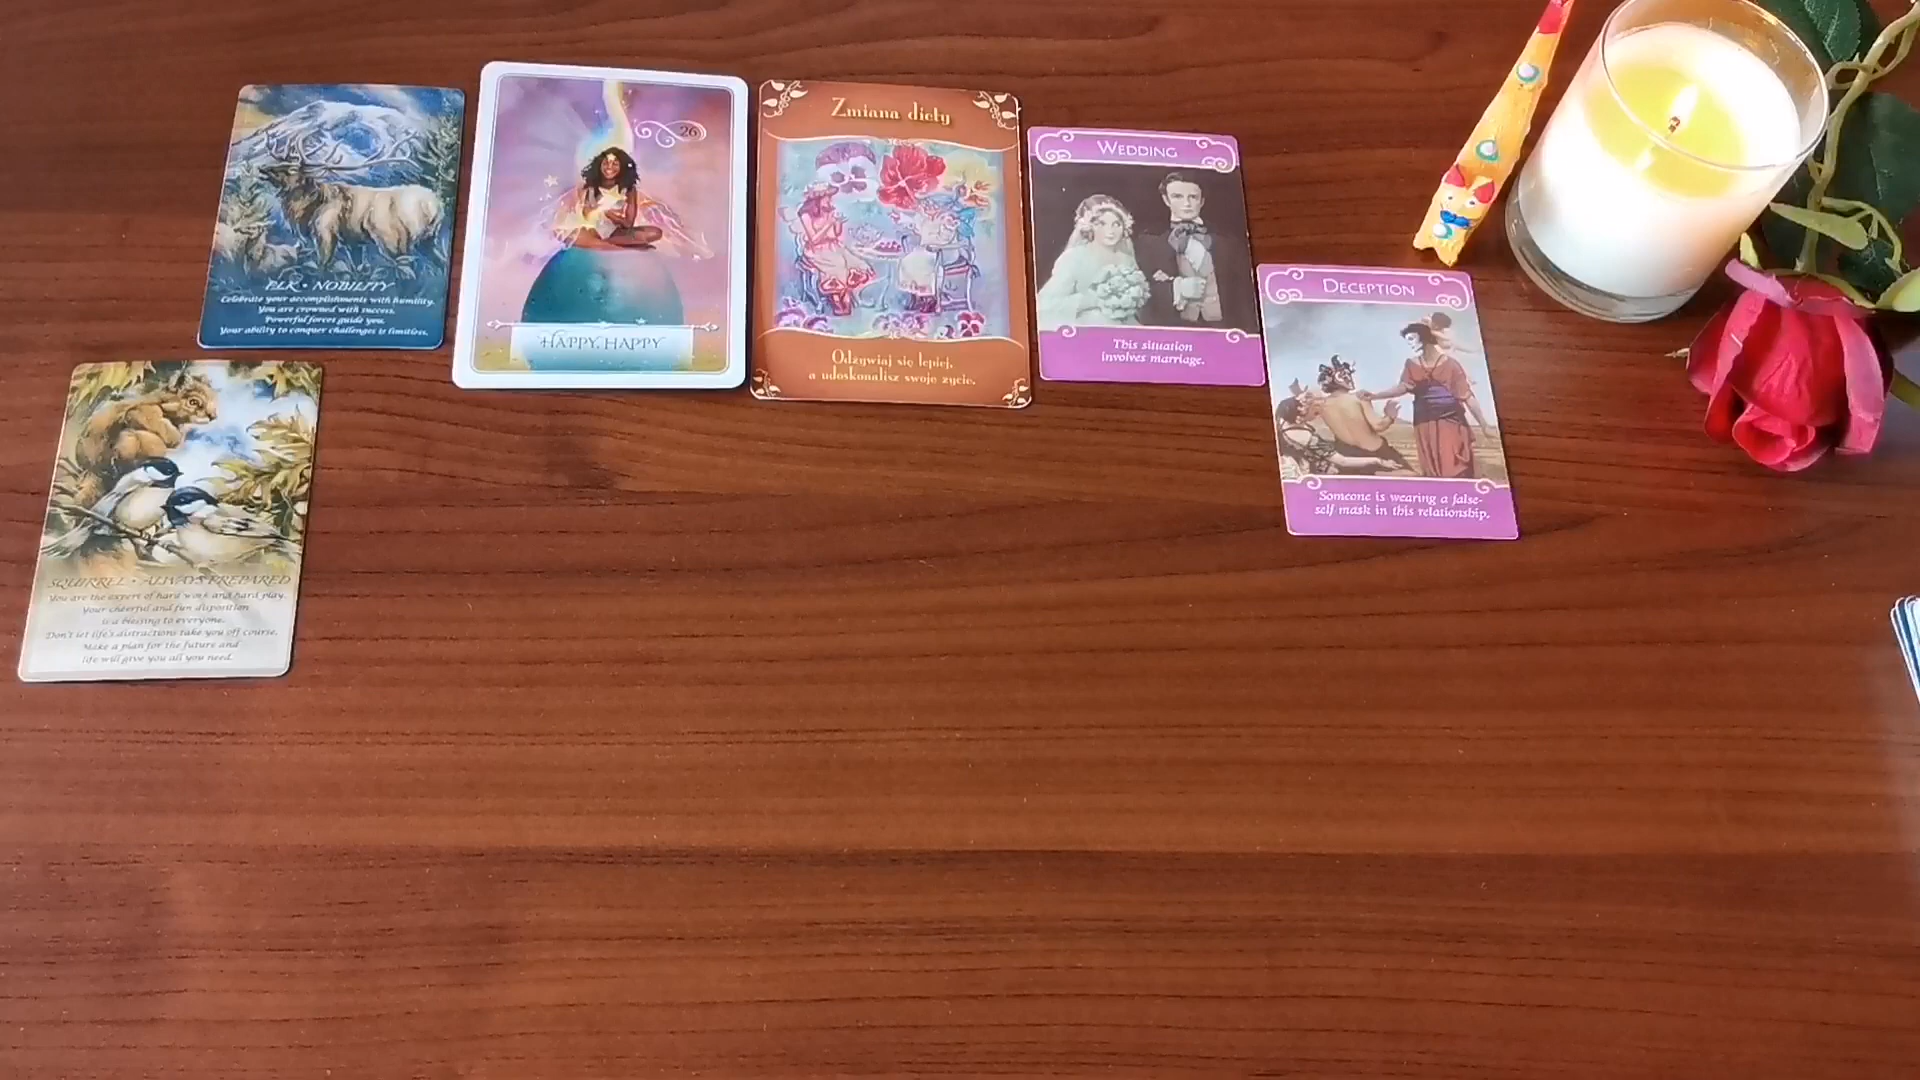 ELK • NOBILITY
Celebrate your accomplishments with humility.
You are crowned with success.
Powerful forces guide you.
Your ability to conquer challenges is limitless.
26
HAPPY, HAPPY
Zmiana diety
Odżywiaj się lepiej,
a udoskonalisz swoje życie.
WEDDING
This situation
involves marriage.
DECEPTION
Someone is wearing a false-
self mask in this relationship.
SQUIRREL • ALWAYS PREPARED
You are the expert of hard work and hard play.
Your cheerful and fun disposition
is a blessing to everyone.
Don't let life's distractions take you off course.
Make a plan for the future and
life will give you all you need.